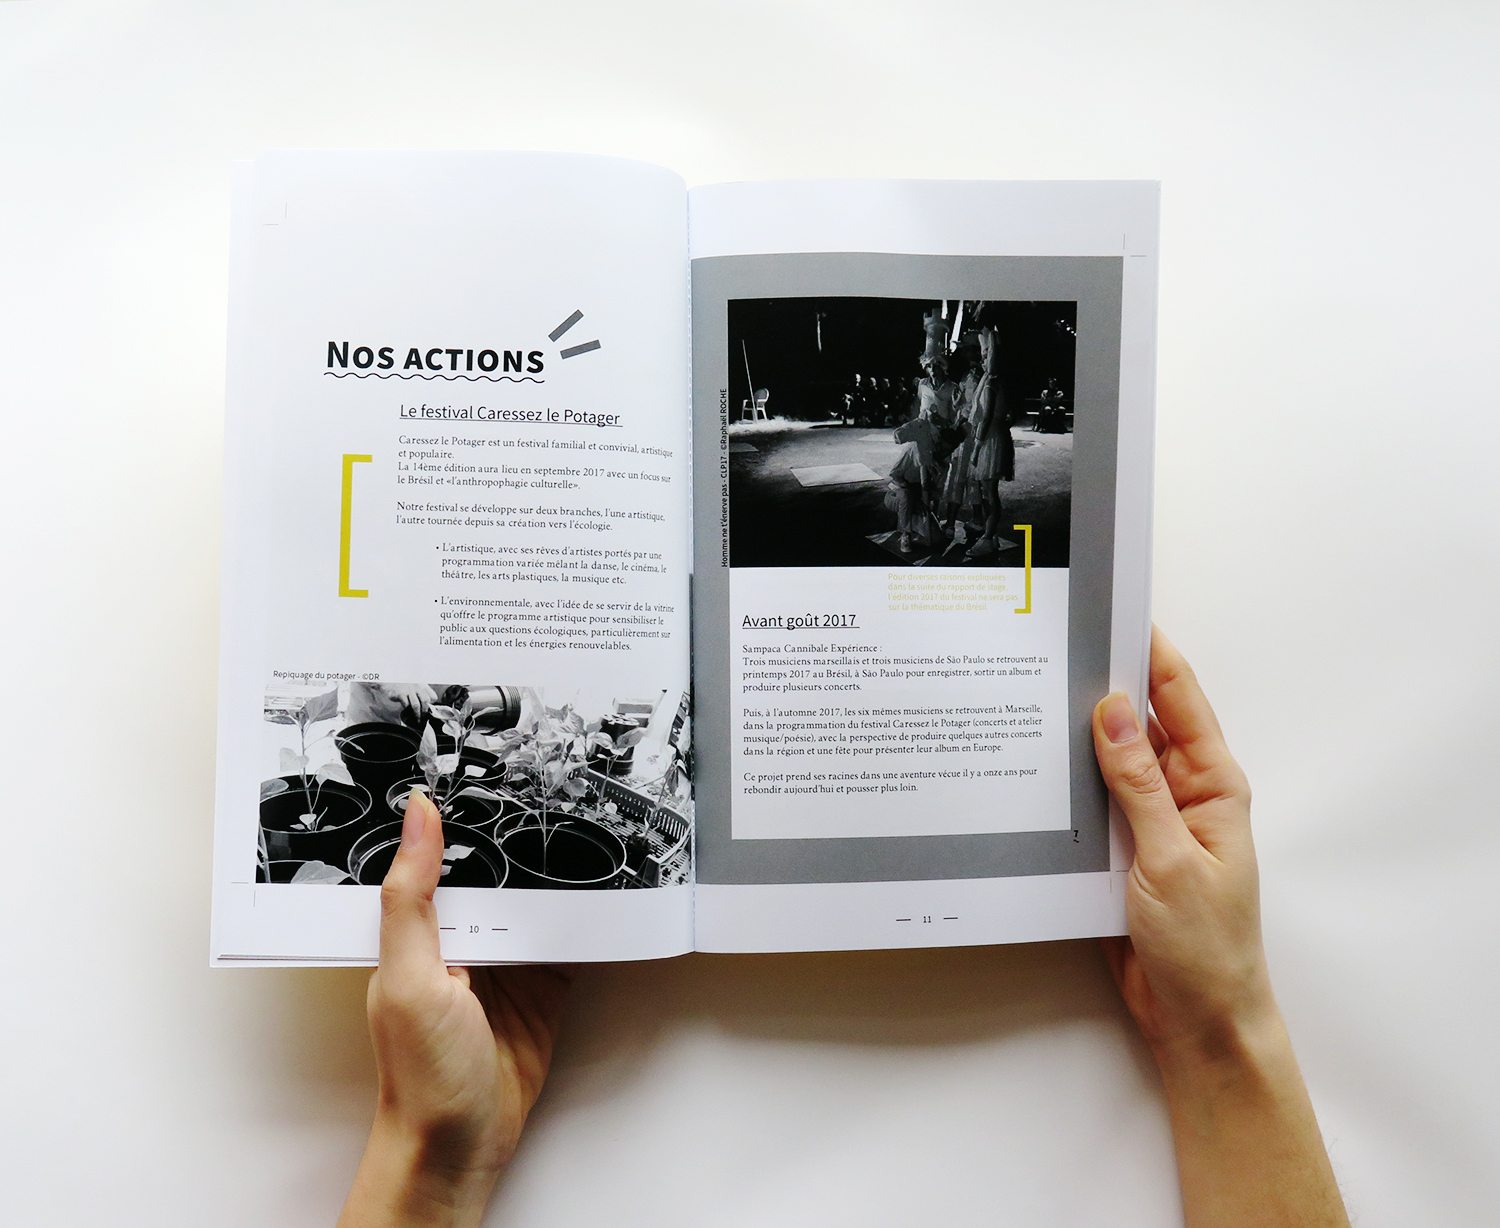 Nos actions
Le festival Caressez le Potager
Caressez le Potager est un festival familial et convivial, artistique
et populaire.
La 14ème édition aura lieu en septembre 2017 avec un focus sur
le Brésil et «l'anthropophagie culturelle».
Notre festival se développe sur deux branches, l'une artistique,
l'autre tournée depuis sa création vers l'écologie.
• L'artistique, avec ses rêves d'artistes portés par une
programmation variée mêlant la danse, le cinéma, le
théâtre, les arts plastiques, la musique etc.
• L'environnementale, avec l'idée de se servir de la vitrine
qu'offre le programme artistique pour sensibiliser le
public aux questions écologiques, particulièrement sur
l'alimentation et les énergies renouvelables.
Repiquage du potager - ©DR
10
Homme ne t'énerve pas - CLP17 - ©Raphaël ROCHE
Pour diverses raisons expliquées
dans la suite du rapport de stage
l'édition 2017 du festival ne sera pas
sur la thématique du Brésil.
Avant goût 2017
Sampaca Cannibale Expérience :
Trois musiciens marseillais et trois musiciens de São Paulo se retrouvent au
printemps 2017 au Brésil, à São Paulo pour enregistrer, sortir un album et
produire plusieurs concerts.
Puis, à l'automne 2017, les six mêmes musiciens se retrouvent à Marseille,
dans la programmation du festival Caressez le Potager (concerts et atelier
musique/poésie), avec la perspective de produire quelques autres concerts
dans la région et une fête pour présenter leur album en Europe.
Ce projet prend ses racines dans une aventure vécue il y a onze ans pour
rebondir aujourd'hui et pousser plus loin.
7
11